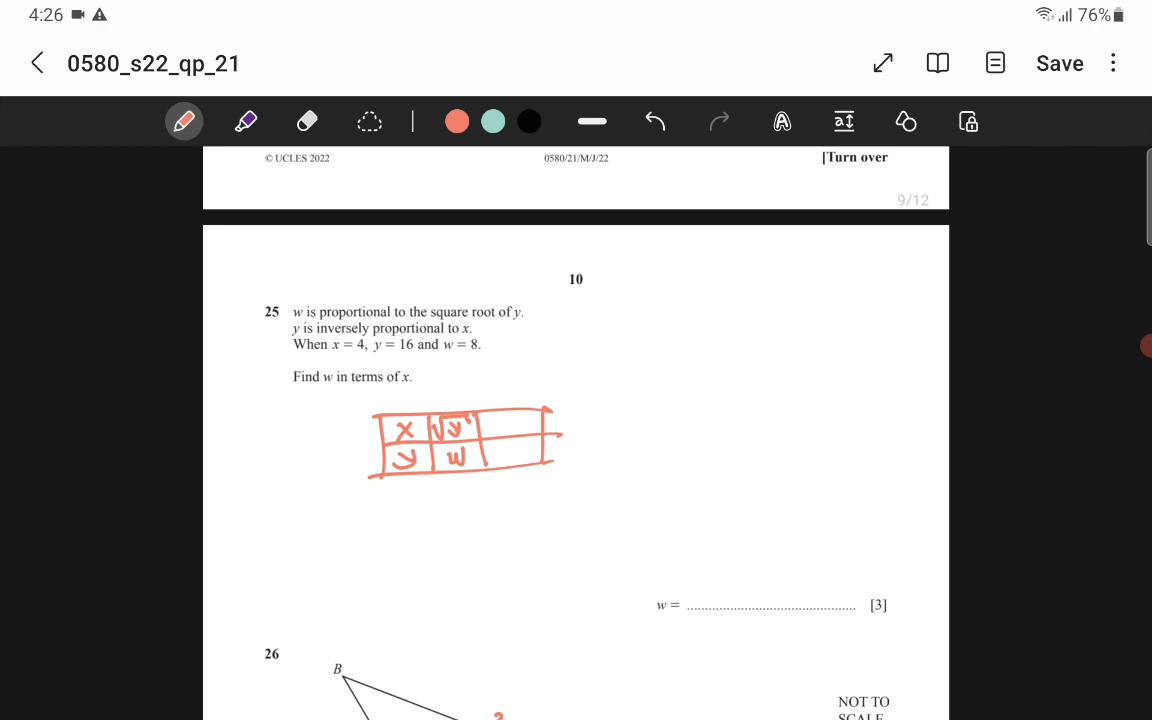 4:26 76%
0580_s22_qp_21 Save
© UCLES 2022 0580/21/M/J/22 [Turn over
9/12
10
25 w is proportional to the square root of y.
y is inversely proportional to x.
When x = 4, y = 16 and w = 8.
Find w in terms of x.
x √y
y w
w = ............................................... [3]
26
B
NOT TO
SCALE